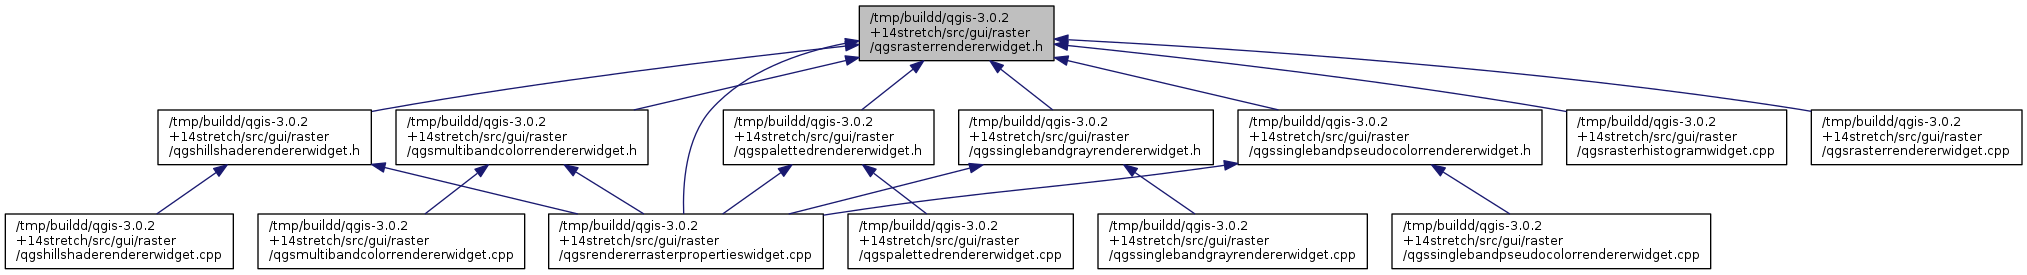 /tmp/buildd/qgis-3.0.2
+14stretch/src/gui/raster
/qgsrasterrendererwidget.h
/tmp/buildd/qgis-3.0.2
+14stretch/src/gui/raster
/qgshillshaderendererwidget.h
/tmp/buildd/qgis-3.0.2
+14stretch/src/gui/raster
/qgsmultibandcolorrendererwidget.h
/tmp/buildd/qgis-3.0.2
+14stretch/src/gui/raster
/qgspalettedrendererwidget.h
/tmp/buildd/qgis-3.0.2
+14stretch/src/gui/raster
/qgssinglebandgrayrendererwidget.h
/tmp/buildd/qgis-3.0.2
+14stretch/src/gui/raster
/qgssinglebandpseudocolorrendererwidget.h
/tmp/buildd/qgis-3.0.2
+14stretch/src/gui/raster
/qgsrasterhistogramwidget.cpp
/tmp/buildd/qgis-3.0.2
+14stretch/src/gui/raster
/qgsrasterrendererwidget.cpp
/tmp/buildd/qgis-3.0.2
+14stretch/src/gui/raster
/qgshillshaderendererwidget.cpp
/tmp/buildd/qgis-3.0.2
+14stretch/src/gui/raster
/qgsmultibandcolorrendererwidget.cpp
/tmp/buildd/qgis-3.0.2
+14stretch/src/gui/raster
/qgsrendererrasterpropertieswidget.cpp
/tmp/buildd/qgis-3.0.2
+14stretch/src/gui/raster
/qgspalettedrendererwidget.cpp
/tmp/buildd/qgis-3.0.2
+14stretch/src/gui/raster
/qgssinglebandgrayrendererwidget.cpp
/tmp/buildd/qgis-3.0.2
+14stretch/src/gui/raster
/qgssinglebandpseudocolorrendererwidget.cpp